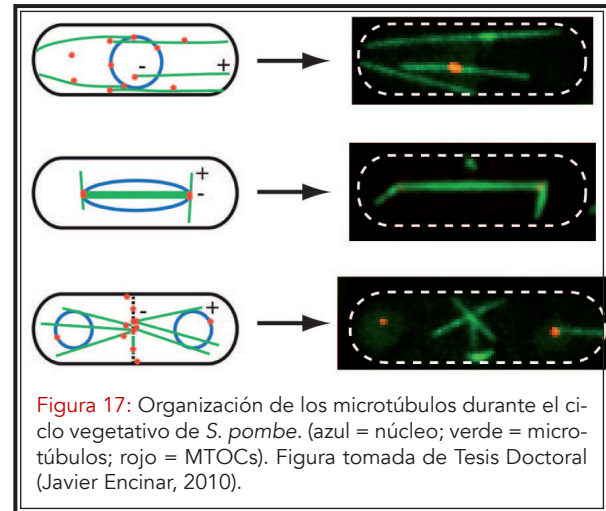 - +
+
-
- +
Figura 17: Organización de los microtúbulos durante el ci-
clo vegetativo de S. pombe. (azul = núcleo; verde = micro-
túbulos; rojo = MTOCs). Figura tomada de Tesis Doctoral
(Javier Encinar, 2010).